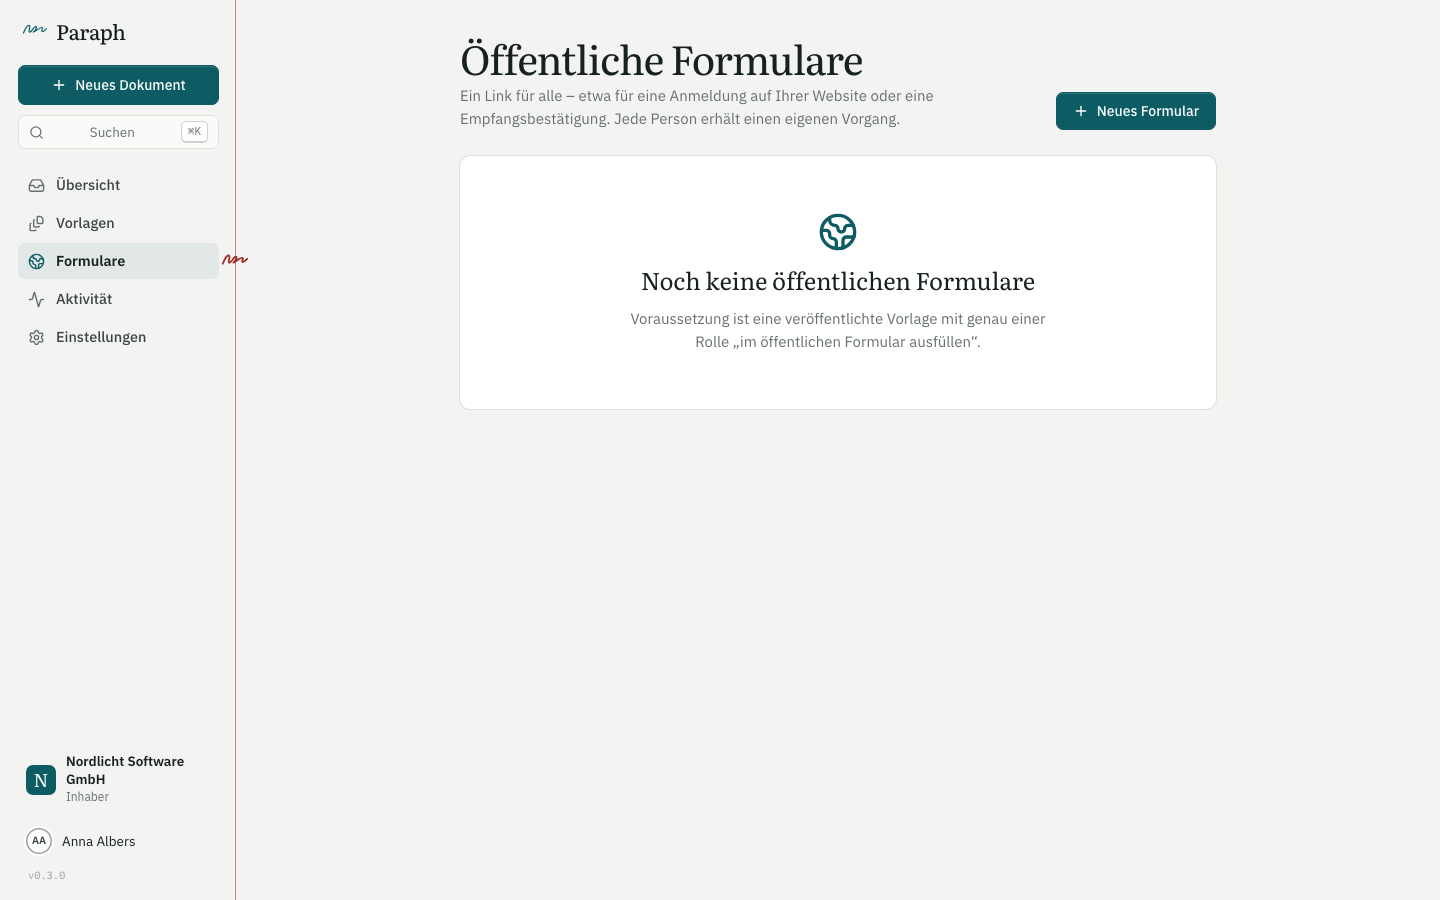 Paraph
Neues Dokument
Suchen
⌘K
Übersicht
Vorlagen
Formulare
Aktivität
Einstellungen
N
Nordlicht Software
GmbH
Inhaber
AA
Anna Albers
v0.3.0
Öffentliche Formulare
Ein Link für alle – etwa für eine Anmeldung auf Ihrer Website oder eine
Empfangsbestätigung. Jede Person erhält einen eigenen Vorgang.
Neues Formular
Noch keine öffentlichen Formulare
Voraussetzung ist eine veröffentlichte Vorlage mit genau einer
Rolle „im öffentlichen Formular ausfüllen“.